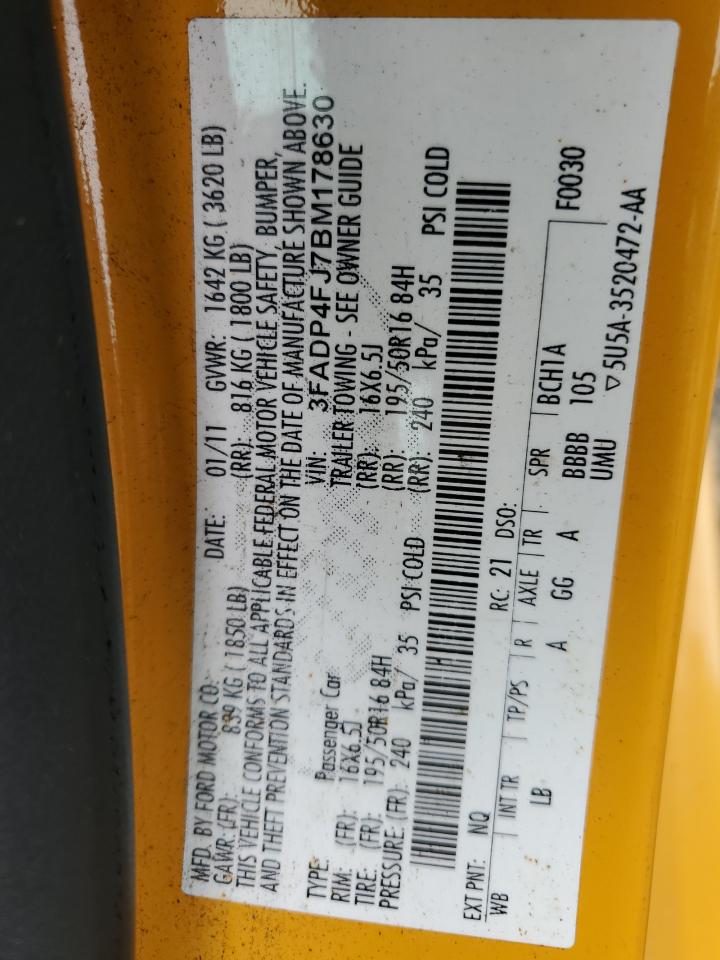 MFD. BY FORD MOTOR CO. DATE: 01/11 GVWR: 1642 KG ( 3620 LB)
GAWR: (FR): 839 KG ( 1850 LB) (RR): 816 KG ( 1800 LB)
THIS VEHICLE CONFORMS TO ALL APPLICABLE FEDERAL MOTOR VEHICLE SAFETY, BUMPER,
AND THEFT PREVENTION STANDARDS IN EFFECT ON THE DATE OF MANUFACTURE SHOWN ABOVE.
VIN: 3FADP4FJ7BM178630
TYPE: Passenger Car TRAILER TOWING - SEE OWNER GUIDE
RIM: (FR): 16X6.5J (RR): 16X6.5J
TIRE: (FR): 195/50R16 84H (RR): 195/50R16 84H
PRESSURE (FR): 240 kPa/ 35 PSI COLD (RR): 240 kPa/ 35 PSI COLD
EXT PNT: NQ RC: 21 DSO: F0030
WB INT TR TP/PS R AXLE TR SPR BCH1A
LB A GG A BBBB 105
UMU ▽5U5A-3520472-AA